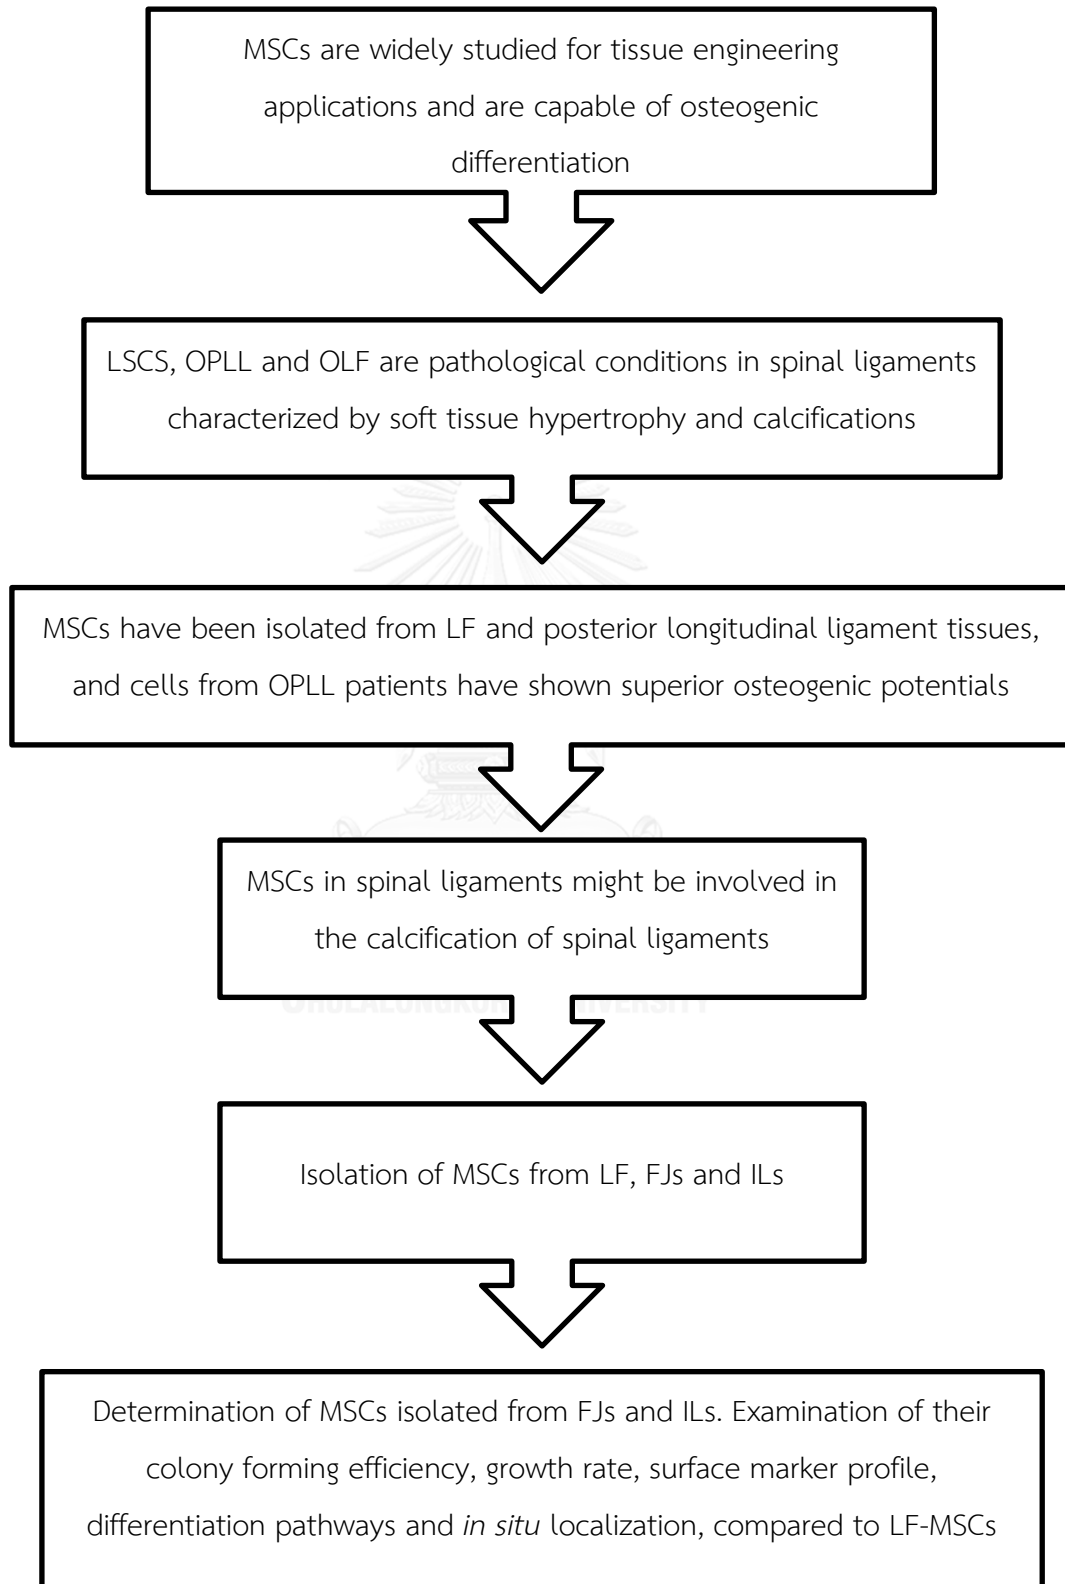 MSCs are widely studied for tissue engineering
applications and are capable of osteogenic
differentiation
LSCS, OPLL and OLF are pathological conditions in spinal ligaments
characterized by soft tissue hypertrophy and calcifications
MSCs have been isolated from LF and posterior longitudinal ligament tissues,
and cells from OPLL patients have shown superior osteogenic potentials
MSCs in spinal ligaments might be involved in
the calcification of spinal ligaments
Isolation of MSCs from LF, FJs and ILs
Determination of MSCs isolated from FJs and ILs. Examination of their
colony forming efficiency, growth rate, surface marker profile,
differentiation pathways and in situ localization, compared to LF-MSCs